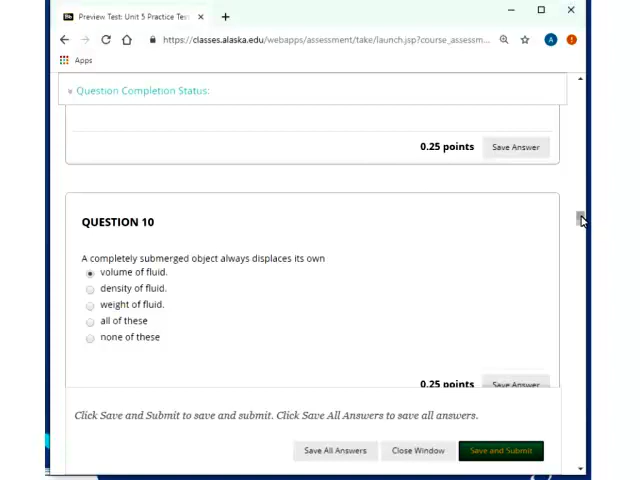 Preview Test: Unit 5 Practice Tes
https://classes.alaska.edu/webapps/assessment/take/launch.jsp?course_assessm...
A
Apps
Question Completion Status:
0.25 points
Save Answer
QUESTION 10
A completely submerged object always displaces its own
volume of fluid.
density of fluid.
weight of fluid.
all of these
none of these
0.25 points
Save Answer
Click Save and Submit to save and submit. Click Save All Answers to save all answers.
Save All Answers
Close Window
Save and Submit